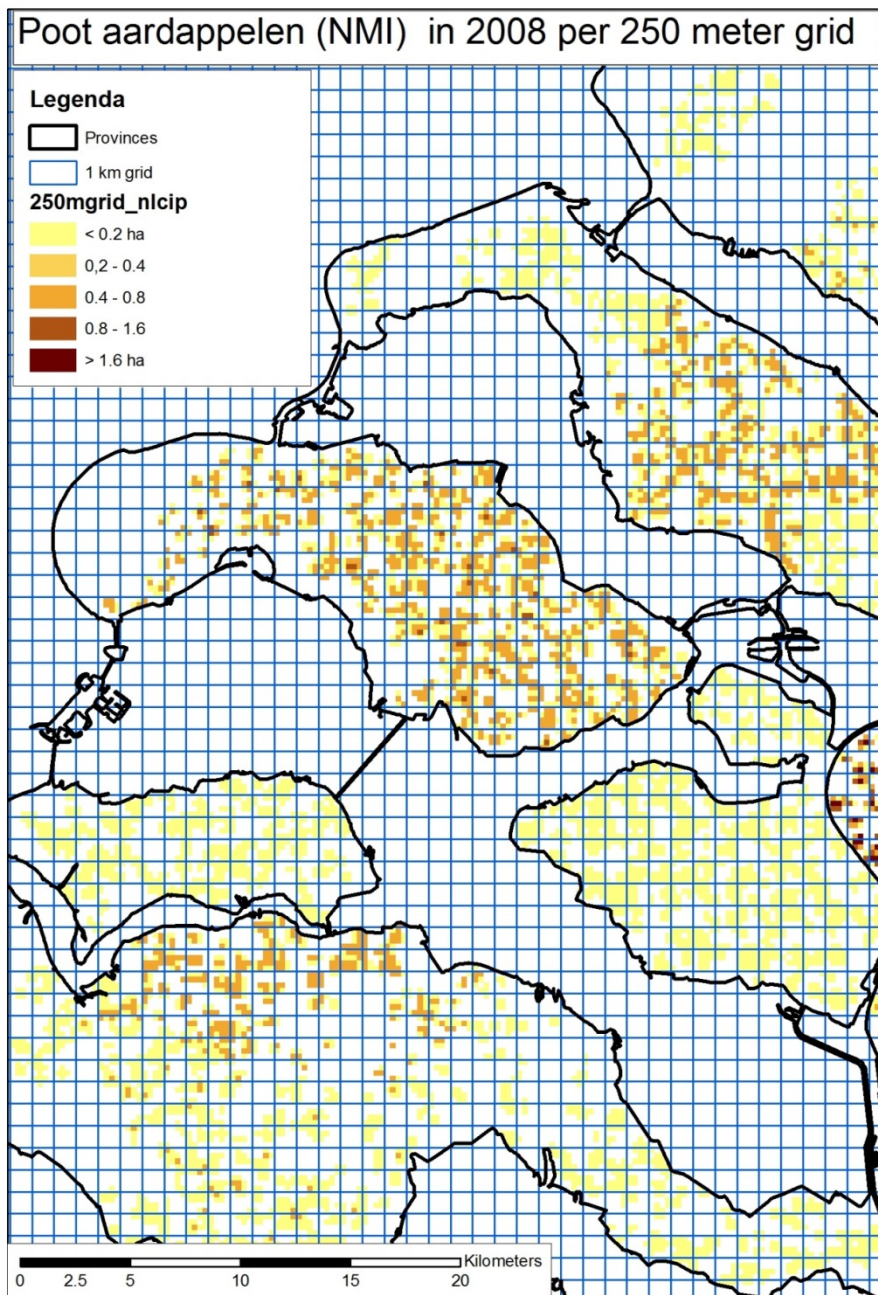 Poot aardappelen (NMI) in 2008 per 250 meter grid
Legenda
Provinces
1 km grid
250mgrid_nlcip
< 0.2 ha
0,2 - 0.4
0.4 - 0.8
0.8 - 1.6
> 1.6 ha
Kilometers
0 2.5 5 10 15 20